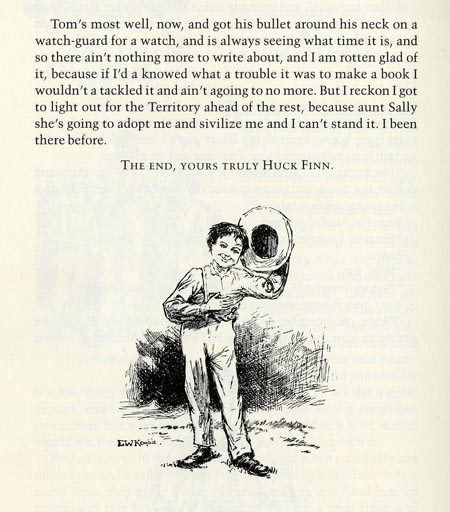 Tom's most well, now, and got his bullet around his neck on a
watch-guard for a watch, and is always seeing what time it is, and
so there ain't nothing more to write about, and I am rotten glad of
it, because if I'd a knowed what a trouble it was to make a book I
wouldn't a tackled it and ain't agoing to no more. But I reckon I got
to light out for the Territory ahead of the rest, because aunt Sally
she's going to adopt me and sivilize me and I can't stand it. I been
there before.
THE END, YOURS TRULY HUCK FINN.
E.W. Kemble